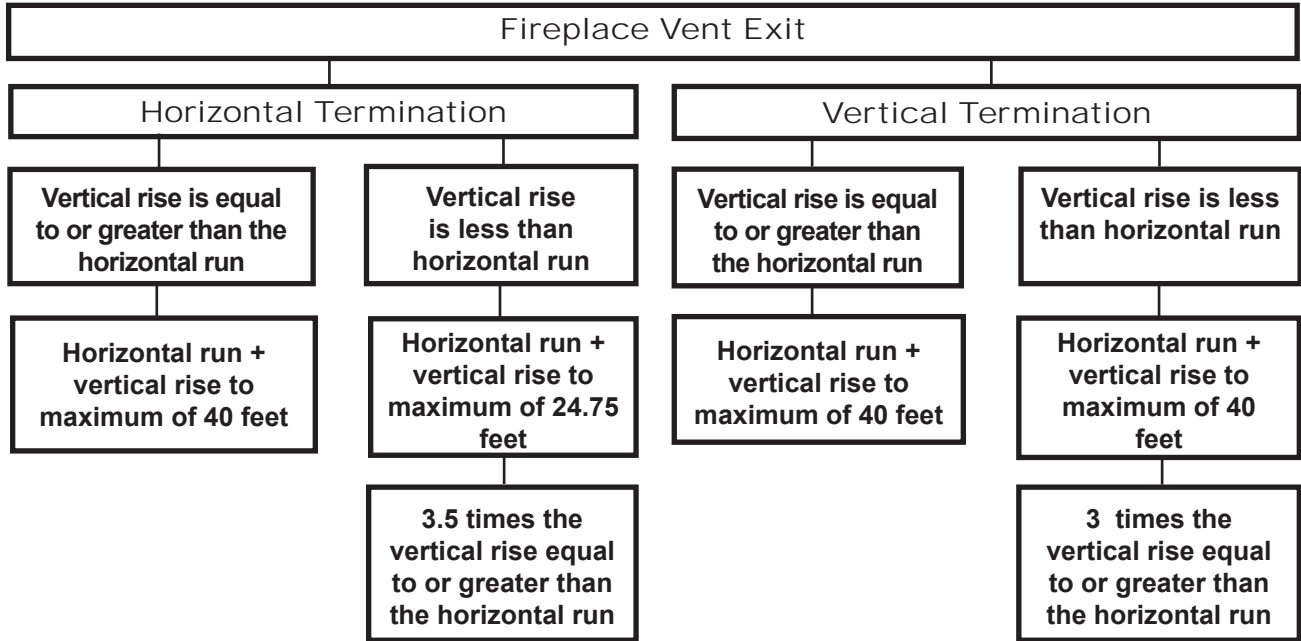 Fireplace Vent Exit
Horizontal Termination
Vertical Termination
Vertical rise is equal
to or greater than the
horizontal run
Vertical rise
is less than
horizontal run
Vertical rise is equal
to or greater than
the horizontal run
Vertical rise is less
than horizontal run
Horizontal run +
vertical rise to
maximum of 40 feet
Horizontal run +
vertical rise to
maximum of 24.75
feet
Horizontal run +
vertical rise to
maximum of 40 feet
Horizontal run +
vertical rise to
maximum of 40
feet
3.5 times the
vertical rise equal
to or greater than
the horizontal run
3 times the
vertical rise equal
to or greater than
the horizontal run